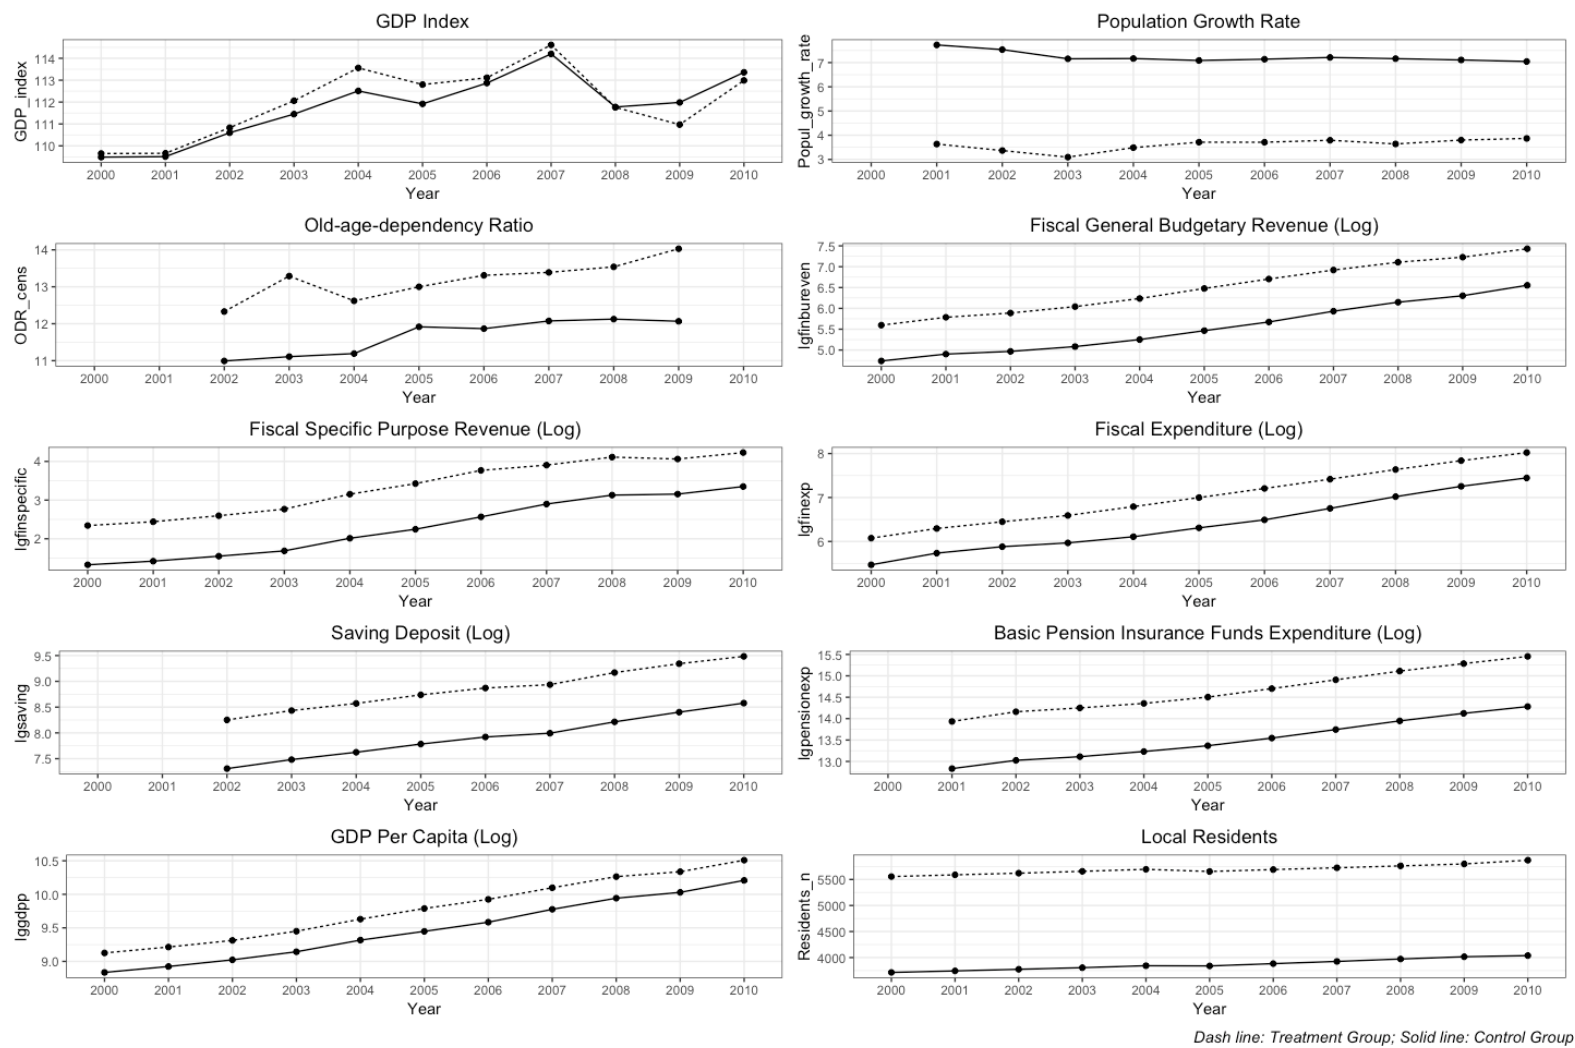 GDP Index
GDP_index
114
113
112
111
110
2000 2001 2002 2003 2004 2005 2006 2007 2008 2009 2010
Year
Population Growth Rate
Popul_growth_rate
7
6
5
4
3
2000 2001 2002 2003 2004 2005 2006 2007 2008 2009 2010
Year
Old-age-dependency Ratio
ODR_cens
14
13
12
11
2000 2001 2002 2003 2004 2005 2006 2007 2008 2009 2010
Year
Fiscal General Budgetary Revenue (Log)
lgfinbureven
7.5
7.0
6.5
6.0
5.5
5.0
2000 2001 2002 2003 2004 2005 2006 2007 2008 2009 2010
Year
Fiscal Specific Purpose Revenue (Log)
lgfinspecific
4
3
2
2000 2001 2002 2003 2004 2005 2006 2007 2008 2009 2010
Year
Fiscal Expenditure (Log)
lgfinexp
8
7
6
2000 2001 2002 2003 2004 2005 2006 2007 2008 2009 2010
Year
Saving Deposit (Log)
lgsaving
9.5
9.0
8.5
8.0
7.5
2000 2001 2002 2003 2004 2005 2006 2007 2008 2009 2010
Year
Basic Pension Insurance Funds Expenditure (Log)
lgpensionexp
15.5
15.0
14.5
14.0
13.5
13.0
2000 2001 2002 2003 2004 2005 2006 2007 2008 2009 2010
Year
GDP Per Capita (Log)
lggdpp
10.5
10.0
9.5
9.0
2000 2001 2002 2003 2004 2005 2006 2007 2008 2009 2010
Year
Local Residents
Residents_n
5500
5000
4500
4000
2000 2001 2002 2003 2004 2005 2006 2007 2008 2009 2010
Year
Dash line: Treatment Group; Solid line: Control Group